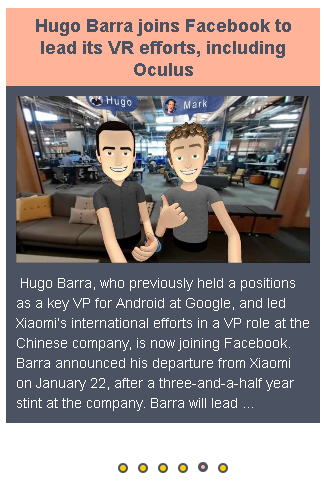 Hugo Barra joins Facebook to
lead its VR efforts, including
Oculus
Hugo
Mark
Hugo Barra, who previously held a positions
as a key VP for Android at Google, and led
Xiaomi's international efforts in a VP role at the
Chinese company, is now joining Facebook.
Barra announced his departure from Xiaomi
on January 22, after a three-and-a-half year
stint at the company. Barra will lead ...